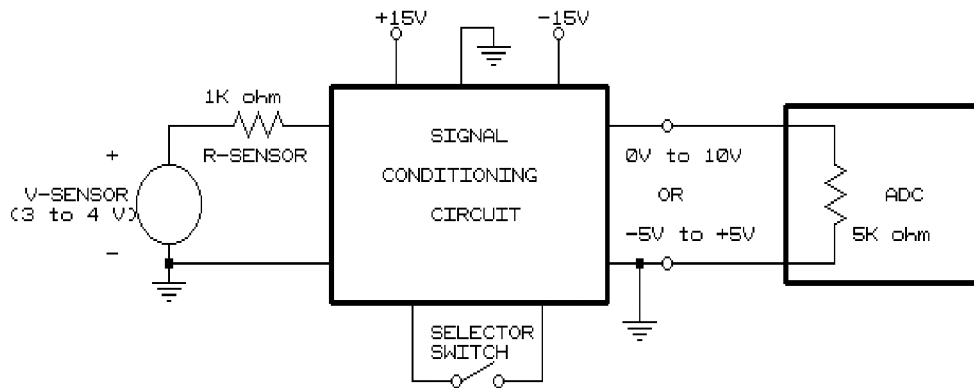 +15V
-15V
1K ohm
R-SENSOR
+
V-SENSOR
(3 to 4 V)
-
SIGNAL
CONDITIONING
CIRCUIT
0V to 10V
OR
-5V to +5V
ADC
5K ohm
SELECTOR
SWITCH